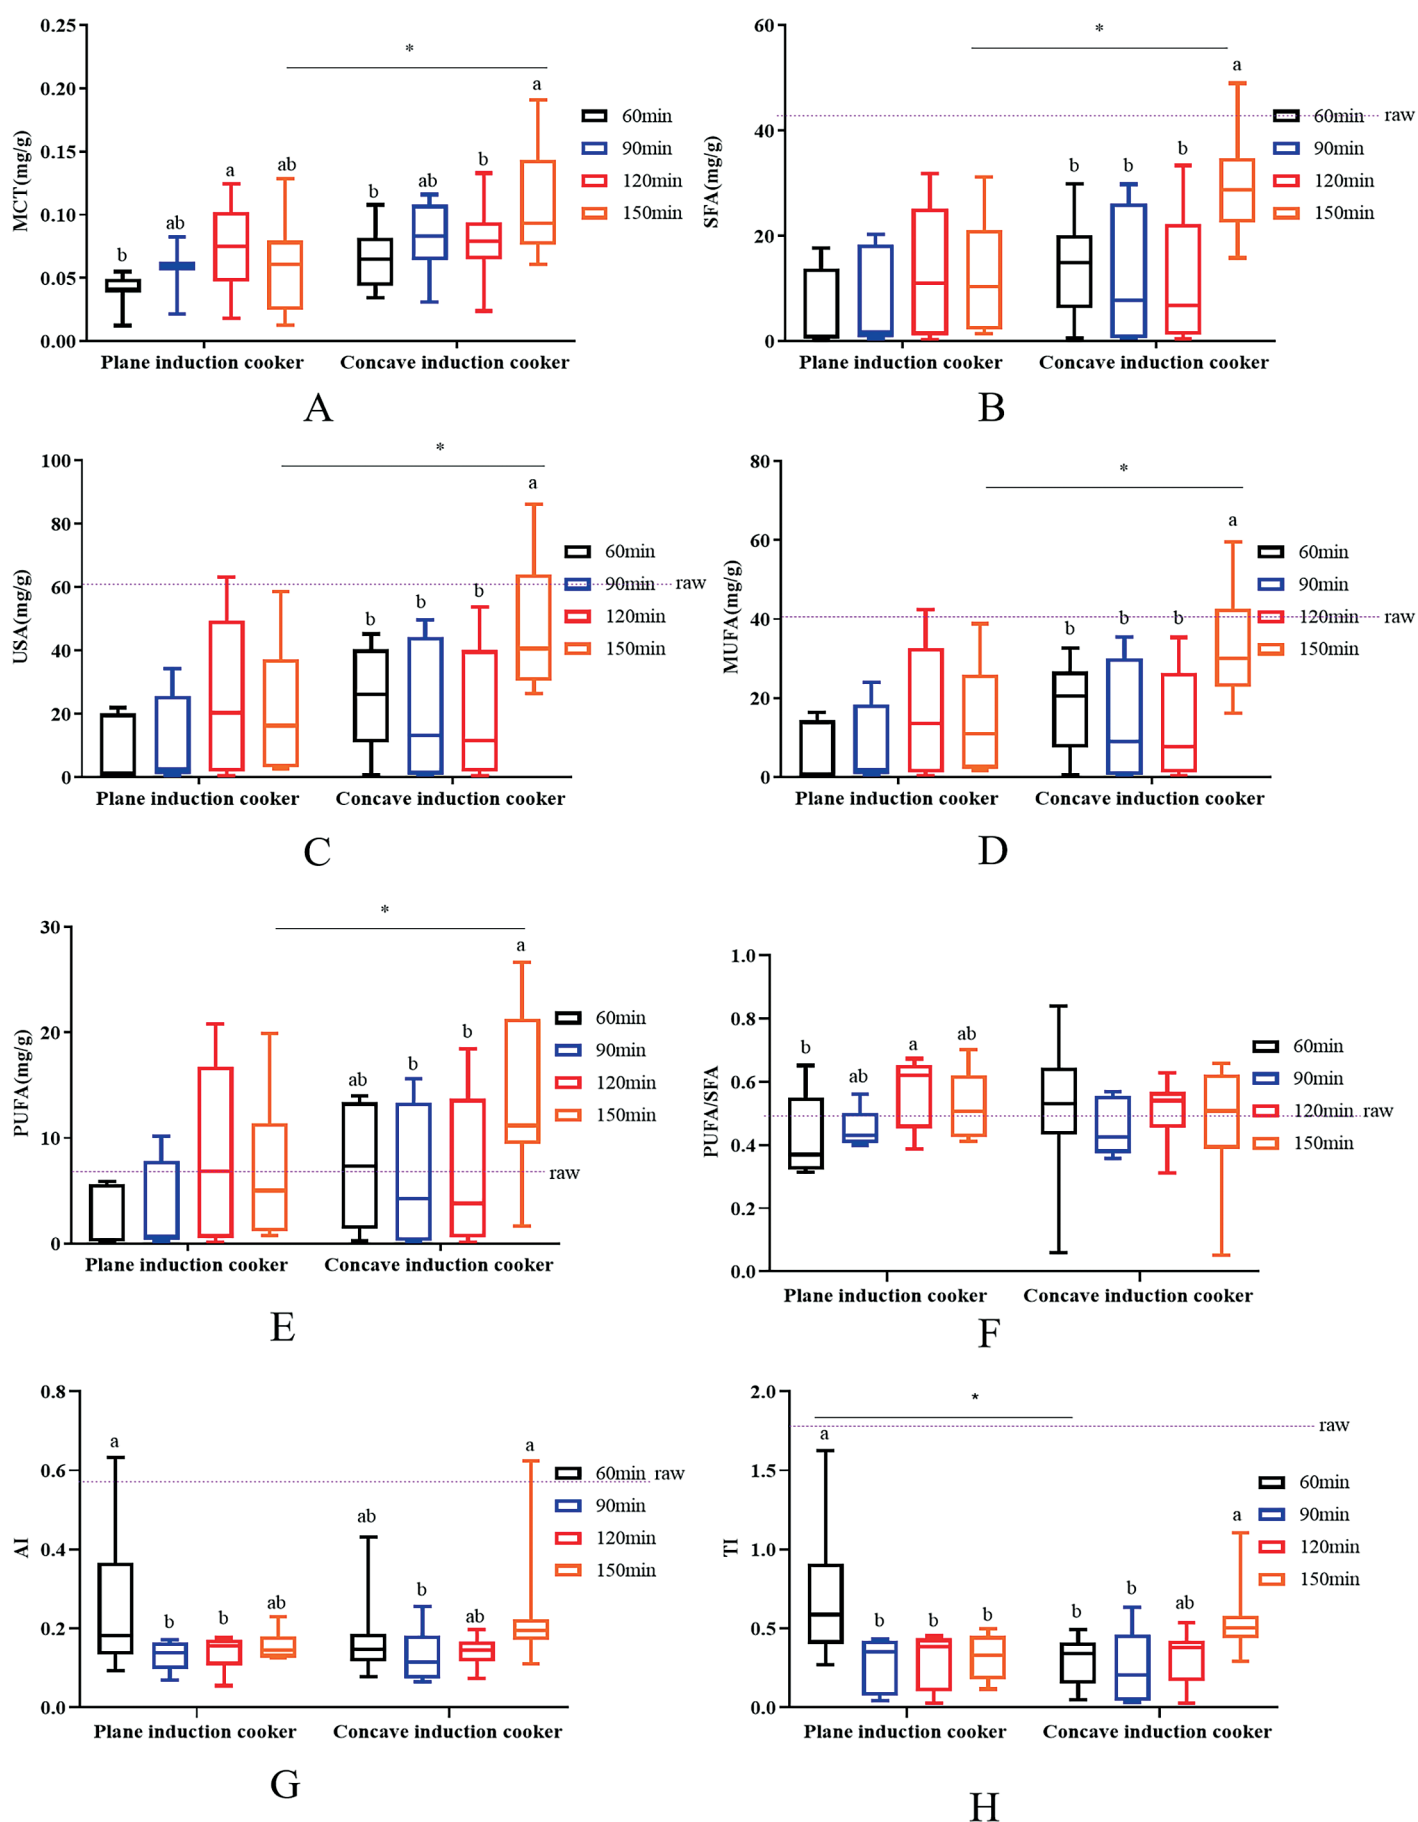 0.25
0.20
0.15
0.10
0.05
0.00
MCT(mg/g)
*
b
ab
a
ab
b
ab
b
a
60min
90min
120min
150min
Plane induction cooker
Concave induction cooker
A
60
40
20
0
SFA(mg/g)
*
b
b
b
a
60min
raw
90min
120min
150min
Plane induction cooker
Concave induction cooker
B
100
80
60
40
20
0
USA(mg/g)
*
b
b
b
a
60min
90min
raw
120min
150min
Plane induction cooker
Concave induction cooker
C
80
60
40
20
0
MUFA(mg/g)
*
b
b
b
a
60min
90min
120min
raw
150min
Plane induction cooker
Concave induction cooker
D
30
20
10
0
PUFA(mg/g)
*
ab
b
b
a
60min
90min
120min
150min
raw
Plane induction cooker
Concave induction cooker
E
1.0
0.8
0.6
0.4
0.2
0.0
PUFA/SFA
b
ab
a
ab
60min
90min
120min raw
150min
Plane induction cooker
Concave induction cooker
F
0.8
0.6
0.4
0.2
0.0
AI
a
b
b
ab
ab
b
ab
a
60min raw
90min
120min
150min
Plane induction cooker
Concave induction cooker
G
2.0
1.5
1.0
0.5
0.0
TI
*
raw
a
b
b
b
b
b
ab
a
60min
90min
120min
150min
Plane induction cooker
Concave induction cooker
H